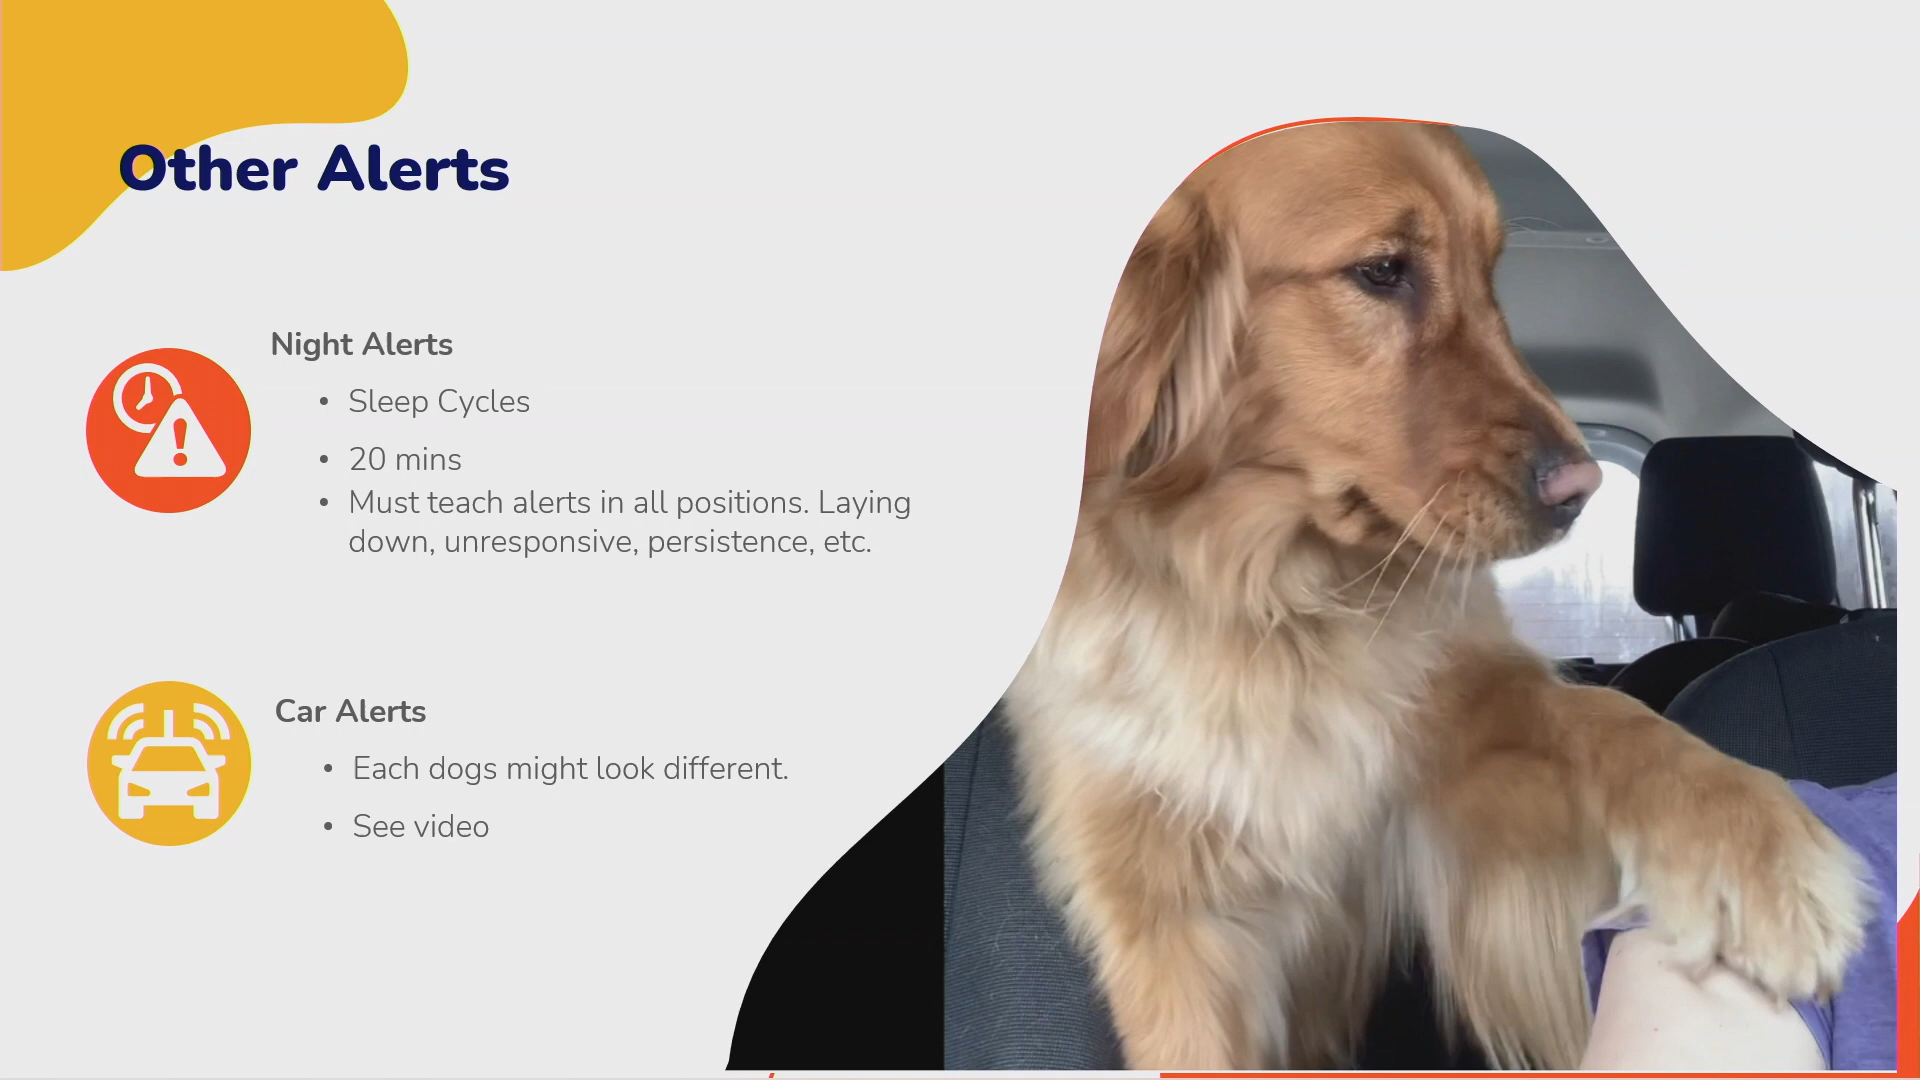 Other Alerts
Night Alerts
• Sleep Cycles
• 20 mins
• Must teach alerts in all positions. Laying
down, unresponsive, persistence, etc.
Car Alerts
• Each dogs might look different.
• See video